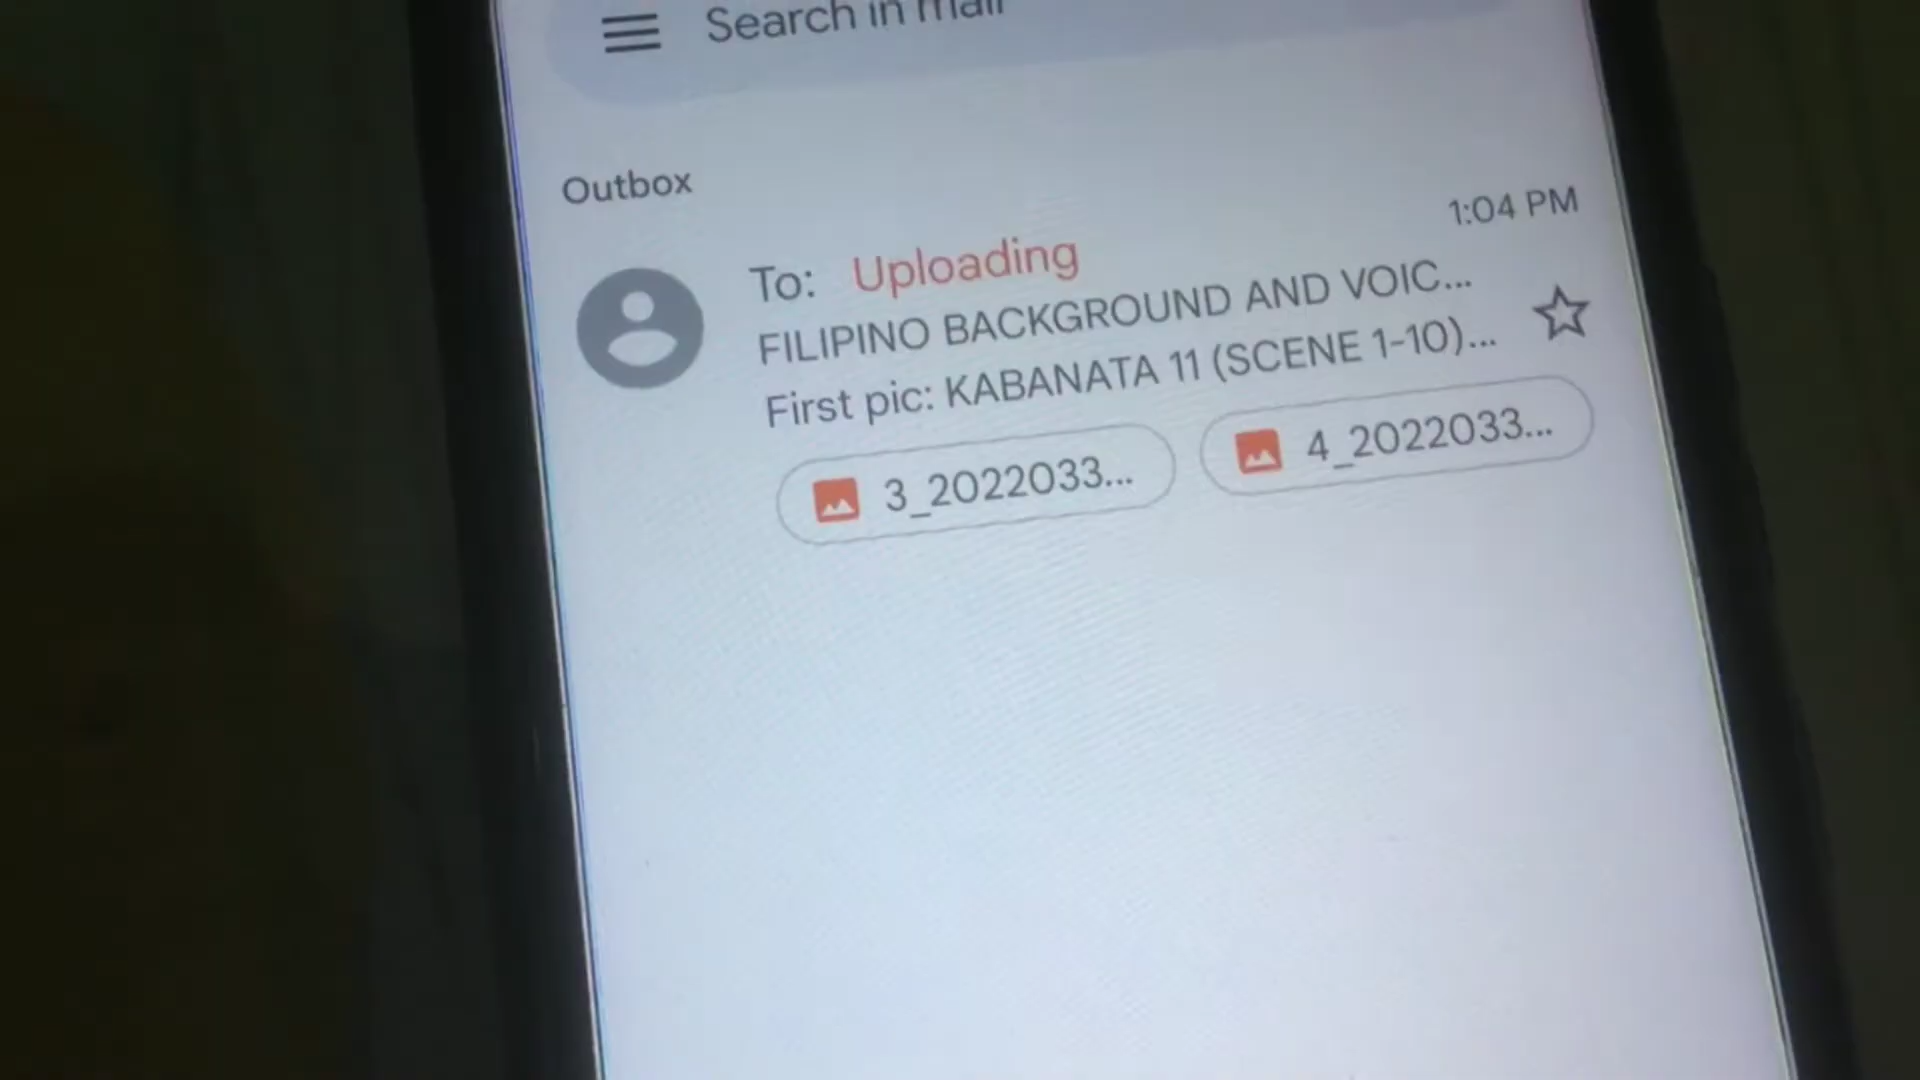 Search in mail
Outbox
1:04 PM
To: Uploading
FILIPINO BACKGROUND AND VOIC...
First pic: KABANATA 11 (SCENE 1-10)...
3_2022033...
4_2022033...